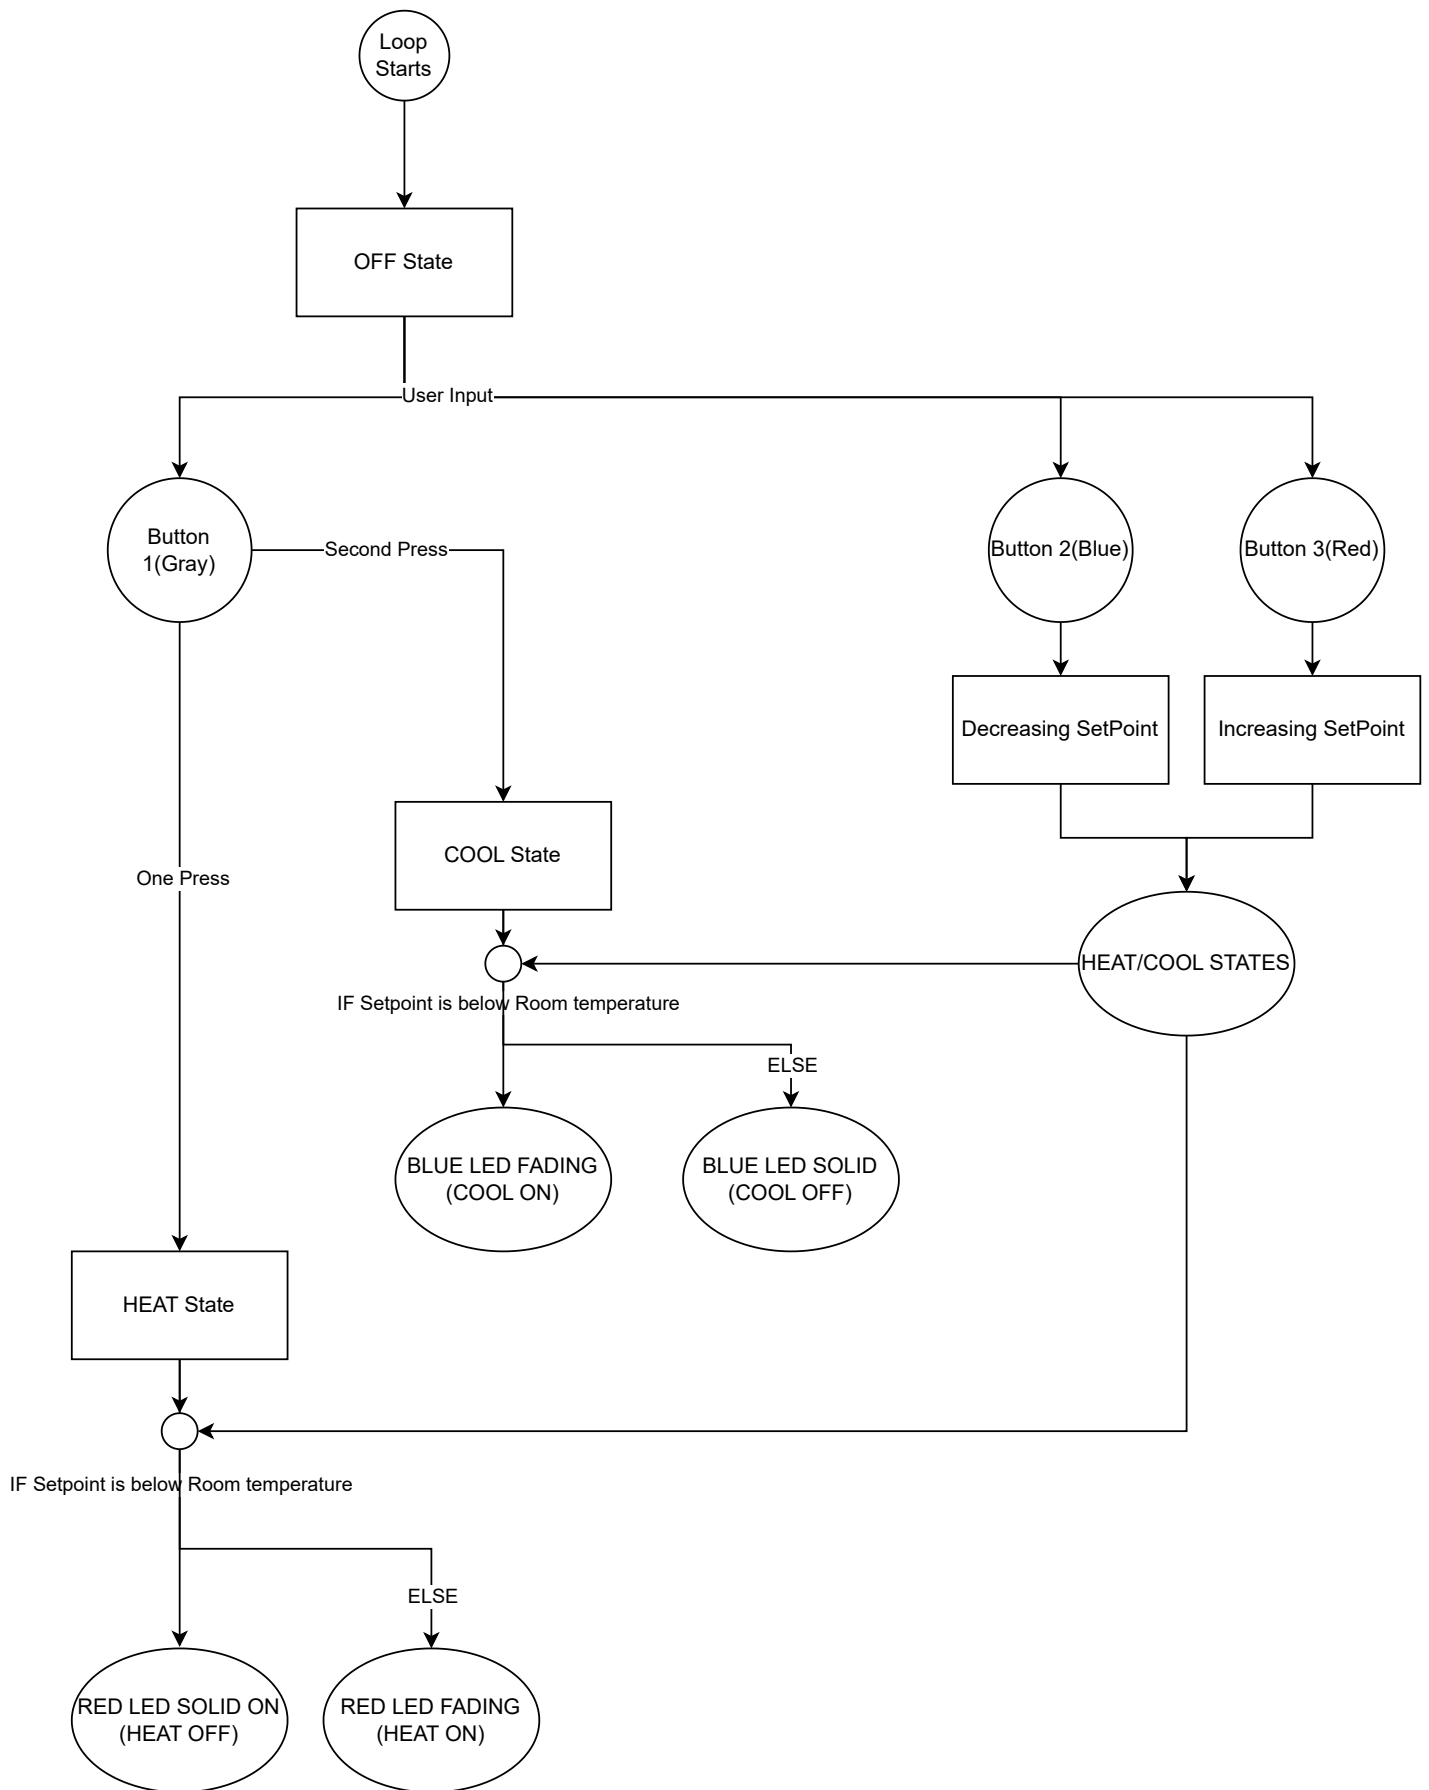 Loop
Starts
OFF State
User Input
Button
1(Gray)
Second Press
Button 2(Blue)
Button 3(Red)
Decreasing SetPoint
Increasing SetPoint
COOL State
One Press
HEAT/COOL STATES
IF Setpoint is below Room temperature
ELSE
BLUE LED FADING
(COOL ON)
BLUE LED SOLID
(COOL OFF)
HEAT State
IF Setpoint is below Room temperature
ELSE
RED LED SOLID ON
(HEAT OFF)
RED LED FADING
(HEAT ON)